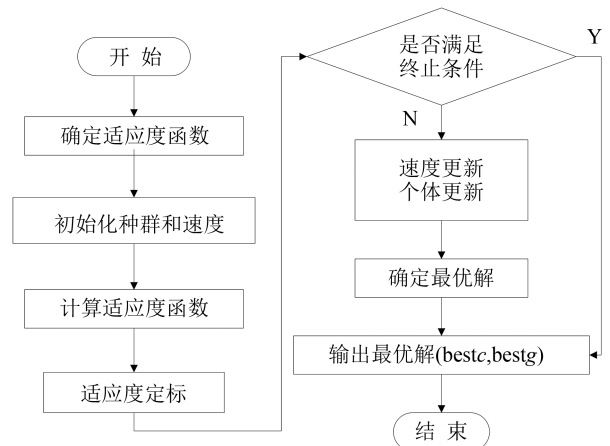 开 始
确定适应度函数
初始化种群和速度
计算适应度函数
适应度定标
是否满足
终止条件
Y
N
速度更新
个体更新
确定最优解
输出最优解(bestc,bestg)
结 束